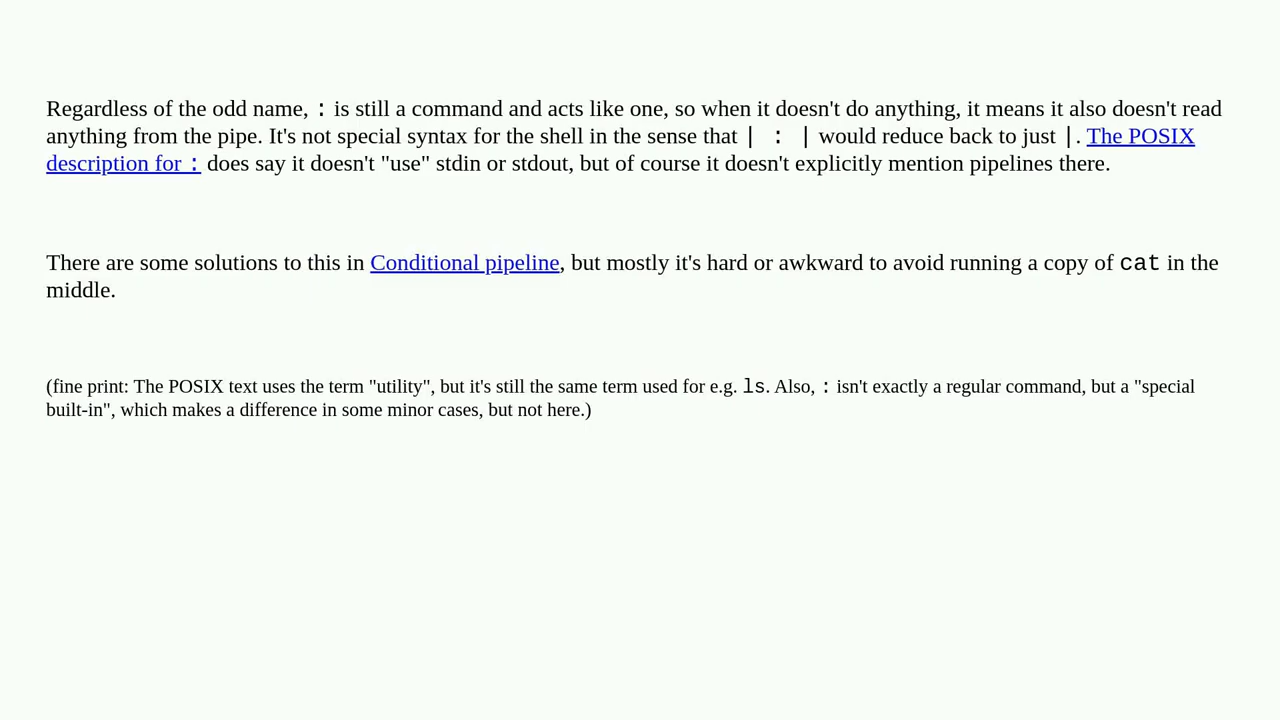 Regardless of the odd name, : is still a command and acts like one, so when it doesn't do anything, it means it also doesn't read
anything from the pipe. It's not special syntax for the shell in the sense that | : | would reduce back to just |. The POSIX
description for : does say it doesn't "use" stdin or stdout, but of course it doesn't explicitly mention pipelines there.
There are some solutions to this in Conditional pipeline, but mostly it's hard or awkward to avoid running a copy of cat in the
middle.
(fine print: The POSIX text uses the term "utility", but it's still the same term used for e.g. ls. Also, : isn't exactly a regular command, but a "special
built-in", which makes a difference in some minor cases, but not here.)